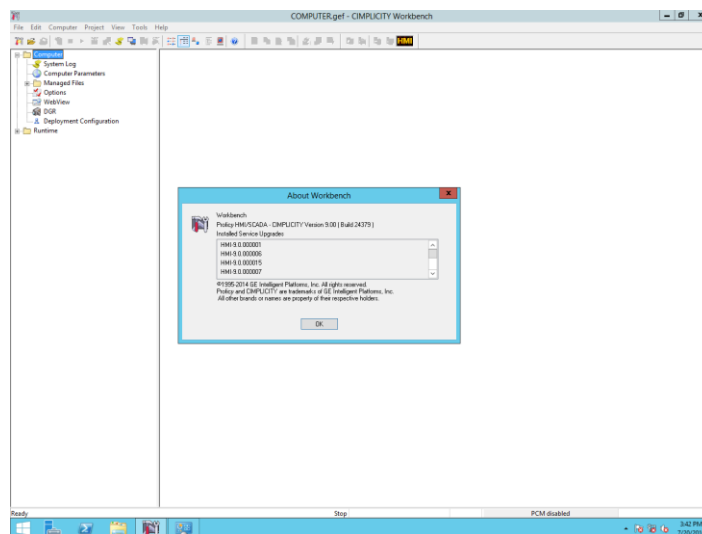 COMPUTER.gef - CIMPLICITY Workbench
File Edit Computer Project View Tools Help
HMI
Computer
System Log
Computer Parameters
Managed Files
Options
WebView
DGR
Deployment Configuration
Runtime
About Workbench
Workbench
Proficy HMI/SCADA - CIMPLICITY Version 9.00 [ Build 24379 ]
Installed Service Upgrades
HMI-9.0.000001
HMI-9.0.000006
HMI-9.0.000015
HMI-9.0.000007
©1995-2014 GE Intelligent Platforms, Inc. All rights reserved.
Proficy and CIMPLICITY are trademarks of GE Intelligent Platforms, Inc.
All other brands or names are property of their respective holders.
OK
Ready
Stop
PCM disabled
3:42 PM